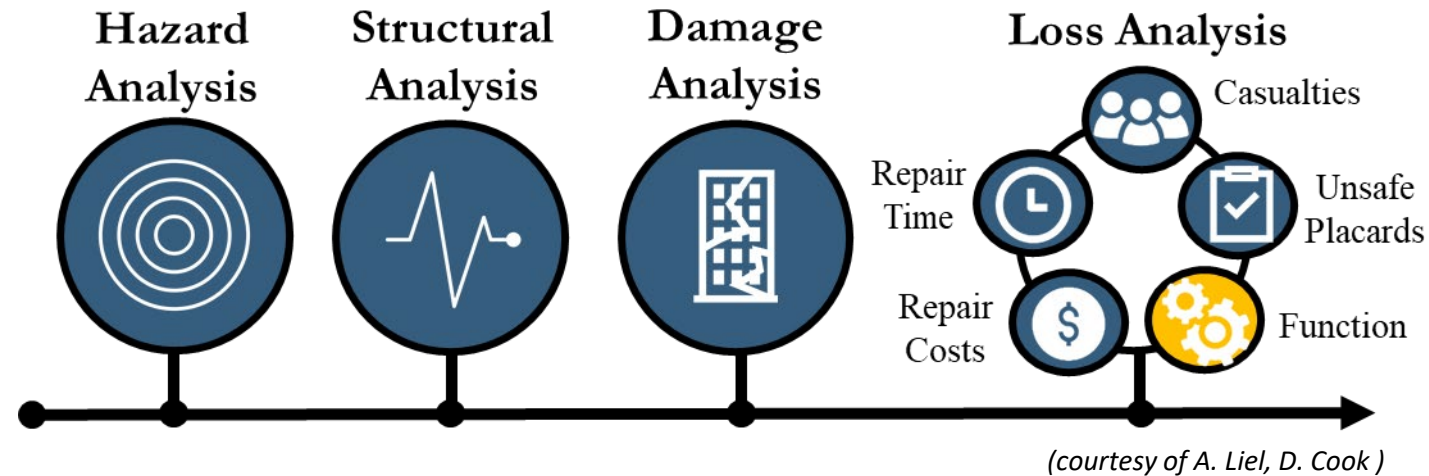 Hazard
Analysis
Structural
Analysis
Damage
Analysis
Loss Analysis
Casualties
Repair
Time
Unsafe
Placards
Repair
Costs
$
Function
(courtesy of A. Liel, D. Cook )